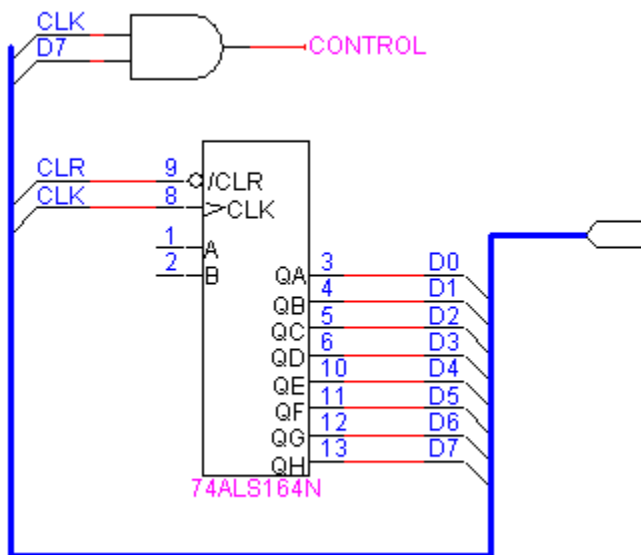 CLK
D7
CONTROL
CLR 9 /CLR
CLK 8 CLK
1 A
2 B
QA 3 D0
QB 4 D1
QC 5 D2
QD 6 D3
QE 10 D4
QF 11 D5
QG 12 D6
QH 13 D7
74ALS164N